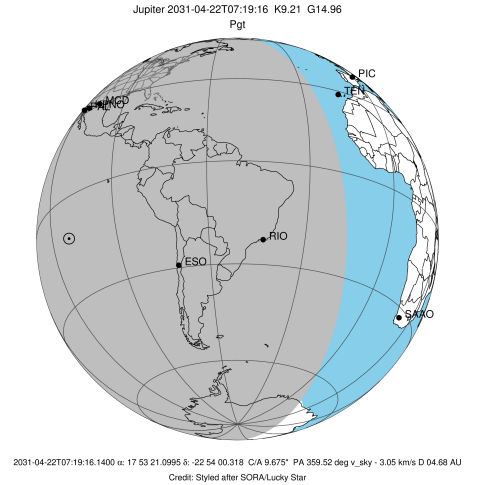 Jupiter 2031-04-22T07:19:16 K9.21 G14.96
Pgt
PIC
TEN
MCD
RIO
ESO
SAAO
2031-04-22T07:19:16.1400 α: 17 53 21.0995 δ: -22 54 00.318 C/A 9.675" PA 359.52 deg v_sky - 3.05 km/s D 04.68 AU
Credit: Styled after SORA/Lucky Star